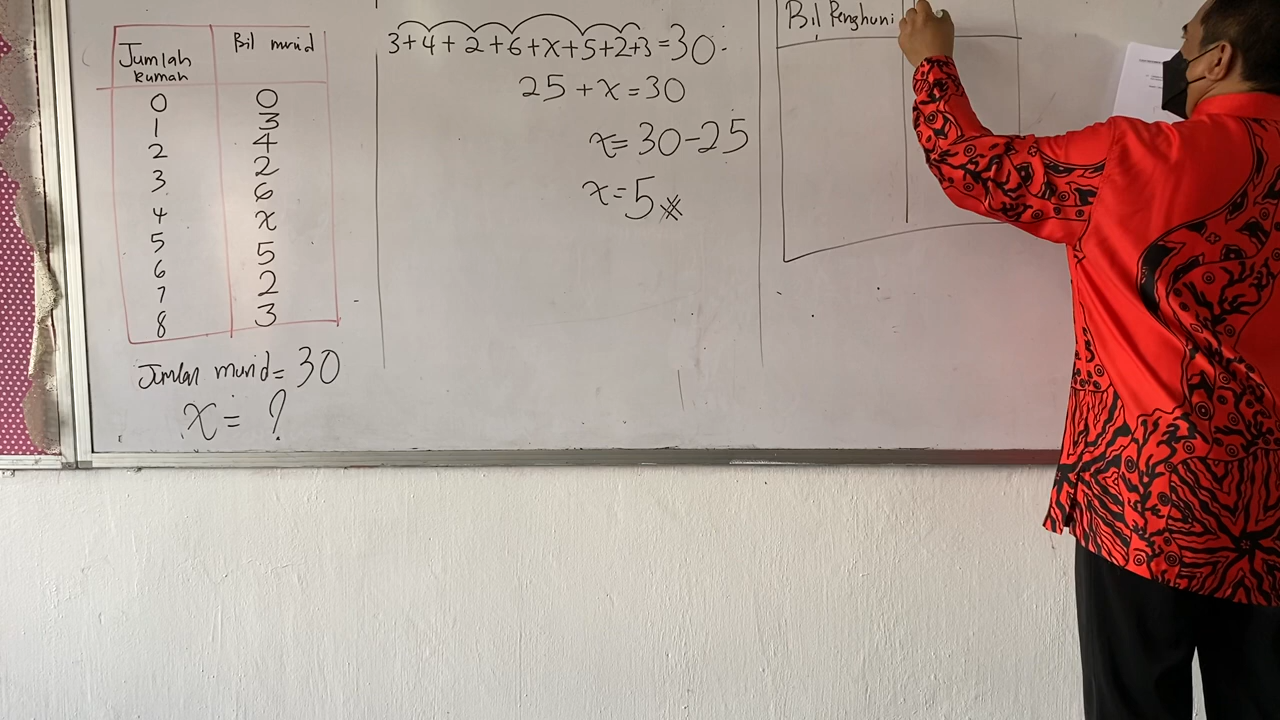 Jumlah rumah | Bil murid
0 | 0
1 | 3
2 | 4
3 | 2
4 | 6
5 | x
6 | 5
7 | 2
8 | 3
Jumlah murid = 30
x = ?
3+4+2+6+x+5+2+3=30
25+x=30
x=30-25
x=5
Bil Penghuni